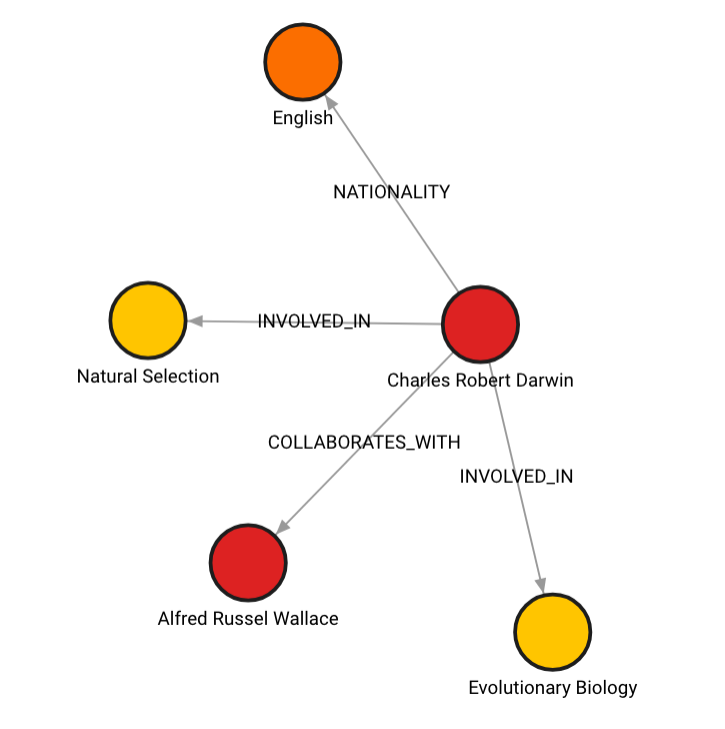 English
NATIONALITY
INVOLVED_IN
Natural Selection
Charles Robert Darwin
COLLABORATES_WITH
INVOLVED_IN
Alfred Russel Wallace
Evolutionary Biology